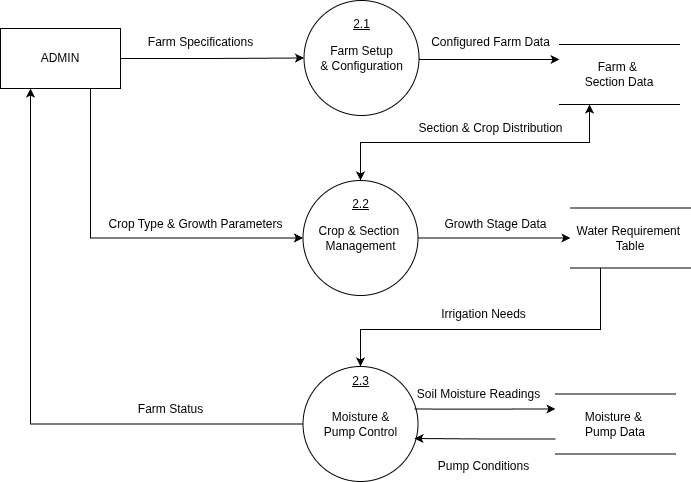 2.1
Farm Specifications
Farm Setup
& Configuration
Configured Farm Data
ADMIN
Farm &
Section Data
Section & Crop Distribution
2.2
Crop Type & Growth Parameters
Crop & Section
Management
Growth Stage Data
Water Requirement
Table
Irrigation Needs
2.3
Soil Moisture Readings
Farm Status
Moisture &
Pump Control
Moisture &
Pump Data
Pump Conditions